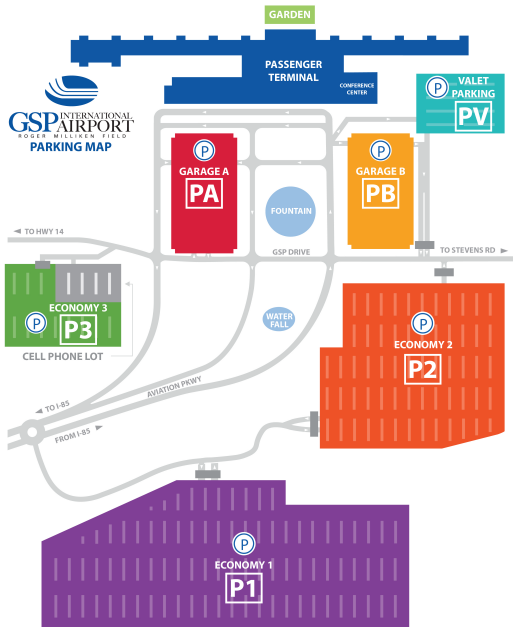 GARDEN
PASSENGER
TERMINAL
CONFERENCE
CENTER
P
VALET
PARKING
PV
GSP INTERNATIONAL
AIRPORT
ROGER MILLIKEN FIELD
PARKING MAP
P
GARAGE A
PA
P
GARAGE B
PB
FOUNTAIN
TO HWY 14
GSP DRIVE
TO STEVENS RD
ECONOMY 3
P
P3
CELL PHONE LOT
WATER
FALL
P
ECONOMY 2
P2
AVIATION PKWY
TO I-85
FROM I-85
P
ECONOMY 1
P1